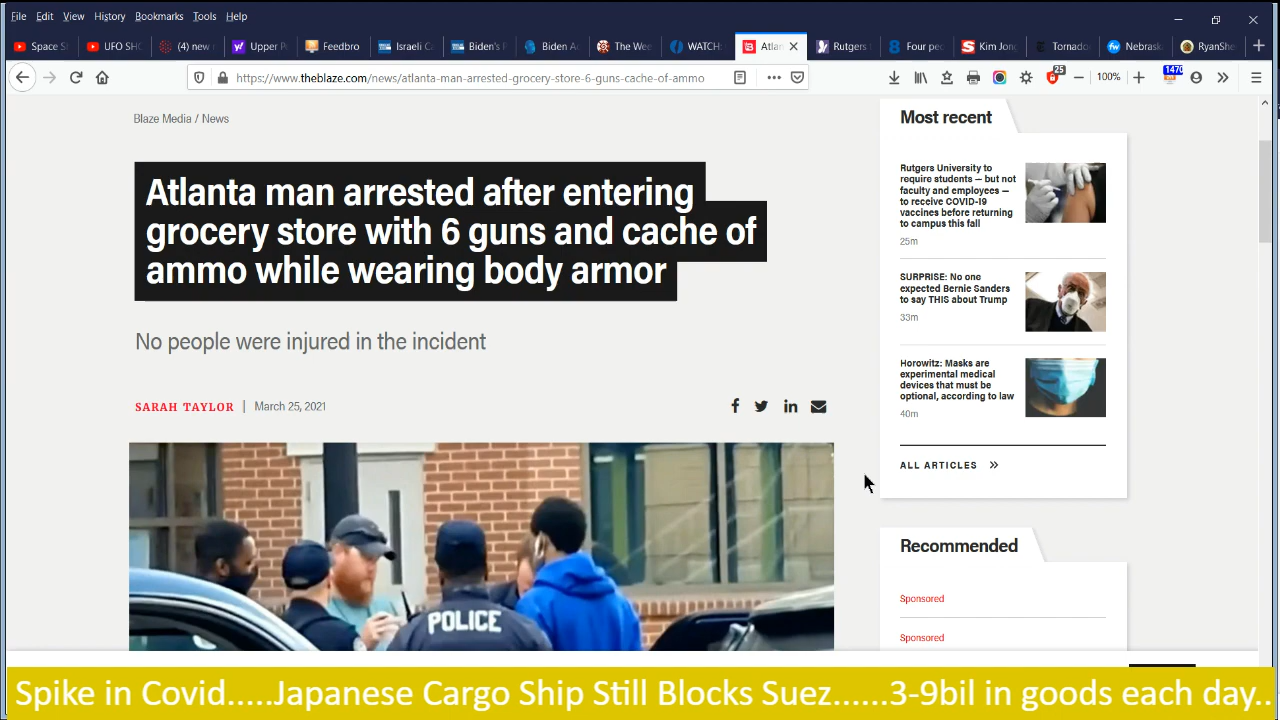 File Edit View History Bookmarks Tools Help
Space S
UFO SHO
(4) new
Upper P
Feedbro
Israeli C
Biden's
Biden A
The Wee
WATCH:
Atlan
Rutgers
Four pec
Kim Jon
Tornado
Nebrask
RyanShe
https://www.theblaze.com/news/atlanta-man-arrested-grocery-store-6-guns-cache-of-ammo
25
100%
1470
Blaze Media / News
Atlanta man arrested after entering
grocery store with 6 guns and cache of
ammo while wearing body armor
No people were injured in the incident
SARAH TAYLOR | March 25, 2021
POLICE
Most recent
Rutgers University to
require students — but not
faculty and employees —
to receive COVID-19
vaccines before returning
to campus this fall
25m
SURPRISE: No one
expected Bernie Sanders
to say THIS about Trump
33m
Horowitz: Masks are
experimental medical
devices that must be
optional, according to law
40m
ALL ARTICLES
Recommended
Sponsored
Sponsored
Spike in Covid.....Japanese Cargo Ship Still Blocks Suez......3-9bil in goods each day..